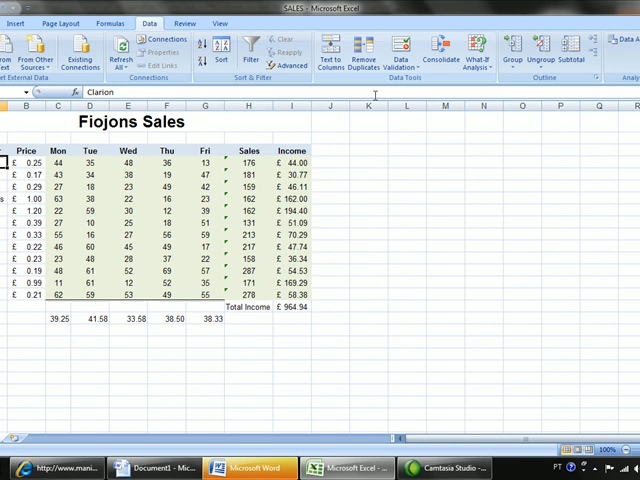 SALES - Microsoft Excel
Insert Page Layout Formulas Data Review View
From Text From Other Sources Existing Connections Refresh All Connections Properties Edit Links Sort Filter Clear Reapply Advanced Text to Columns Remove Duplicates Data Validation Consolidate What-If Analysis Group Ungroup Subtotal Data A
Get External Data Connections Sort & Filter Data Tools Outline
fx Clarion
B C D E F G H I J K L M N O P Q R
Fiojons Sales
Price Mon Tue Wed Thu Fri Sales Income
£ 0.25 44 35 48 36 13 176 £ 44.00
£ 0.17 43 34 38 19 47 181 £ 30.77
£ 0.29 27 18 23 49 42 159 £ 46.11
s £ 1.00 63 38 22 16 23 162 £ 162.00
£ 1.20 22 59 30 12 39 162 £ 194.40
£ 0.39 27 10 25 18 51 131 £ 51.09
£ 0.33 55 16 27 56 59 213 £ 70.29
£ 0.22 46 60 45 49 17 217 £ 47.74
£ 0.23 23 48 28 37 22 158 £ 36.34
£ 0.19 48 61 52 69 57 287 £ 54.53
£ 0.99 11 61 12 52 35 171 £ 169.29
£ 0.21 62 59 53 49 55 278 £ 58.38
Total Income £ 964.94
39.25 41.58 33.58 38.50 38.33
100%
http://www.mani... Document1 - Mic... Microsoft Word Microsoft Excel -... Camtasia Studio -... PT